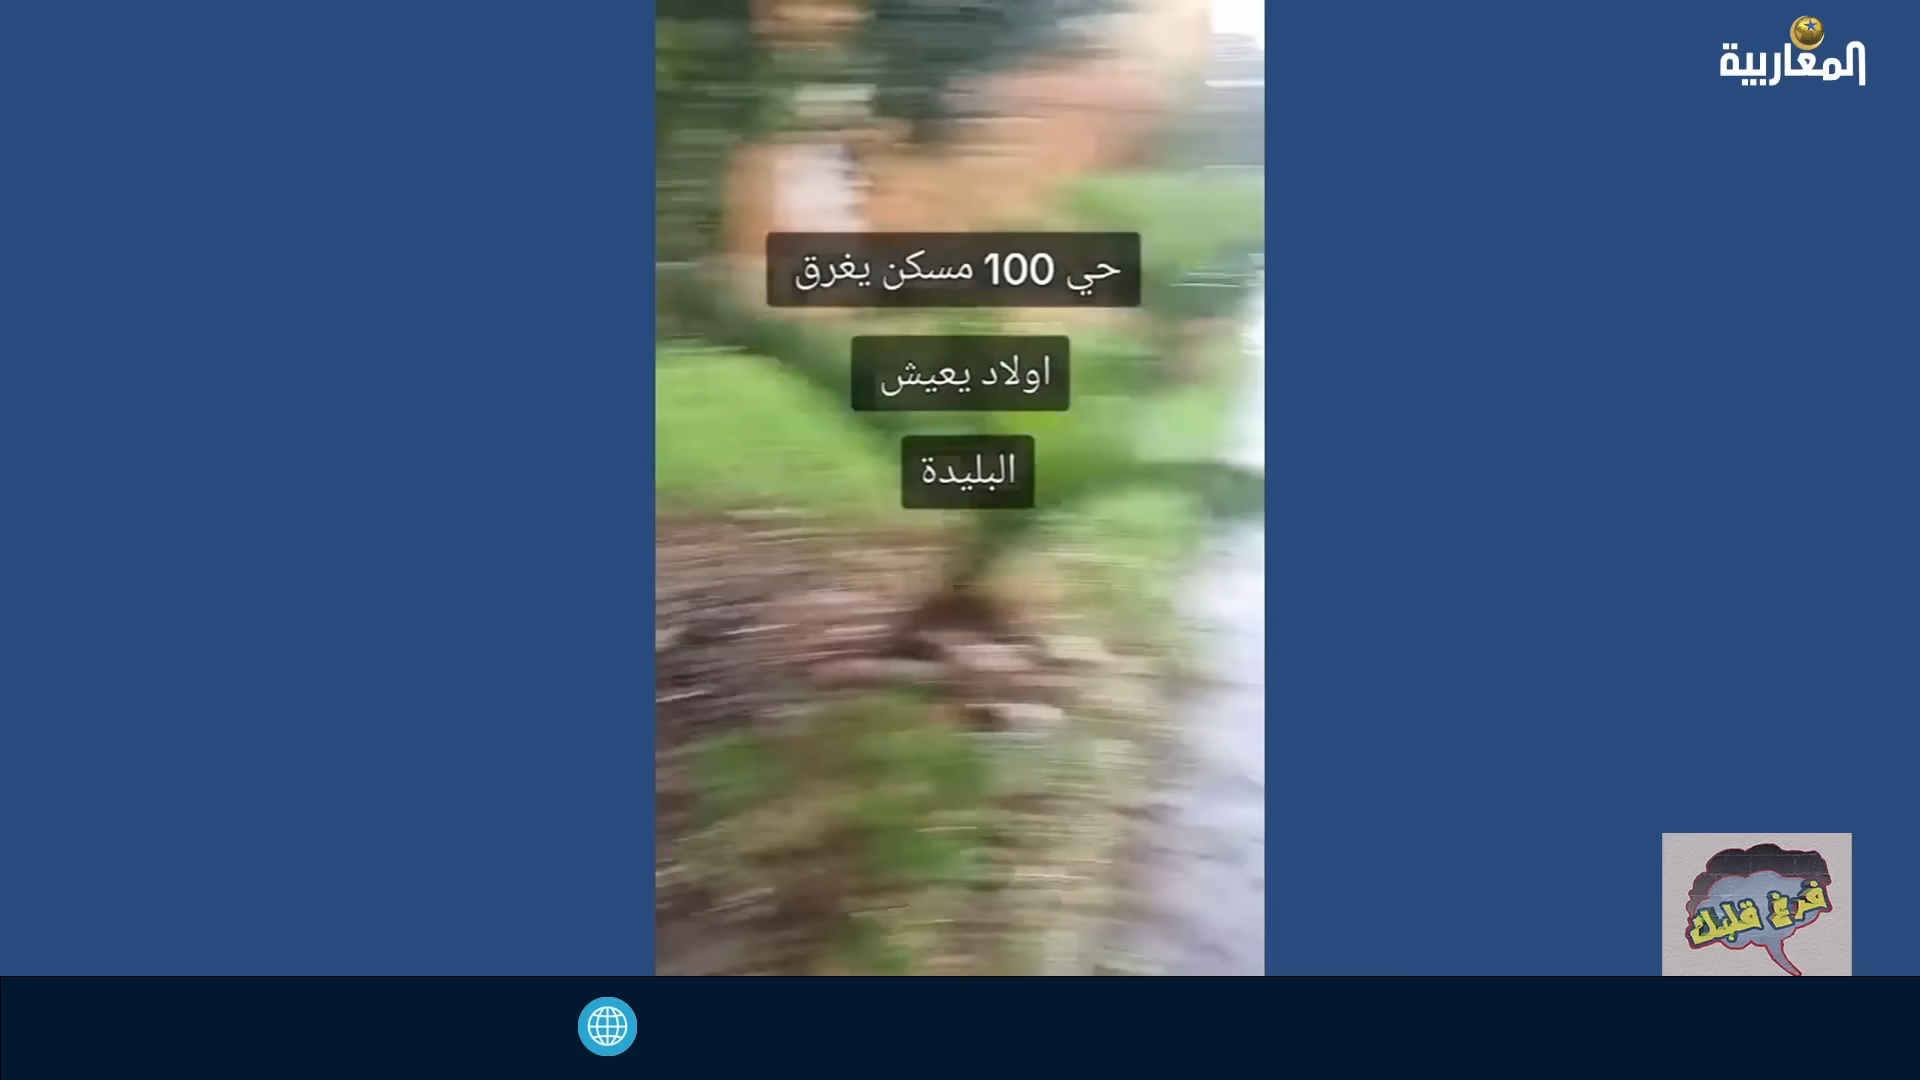 المغاربية
حي 100 مسكن يغرق
اولاد يعيش
البليدة
فرغ قلبك